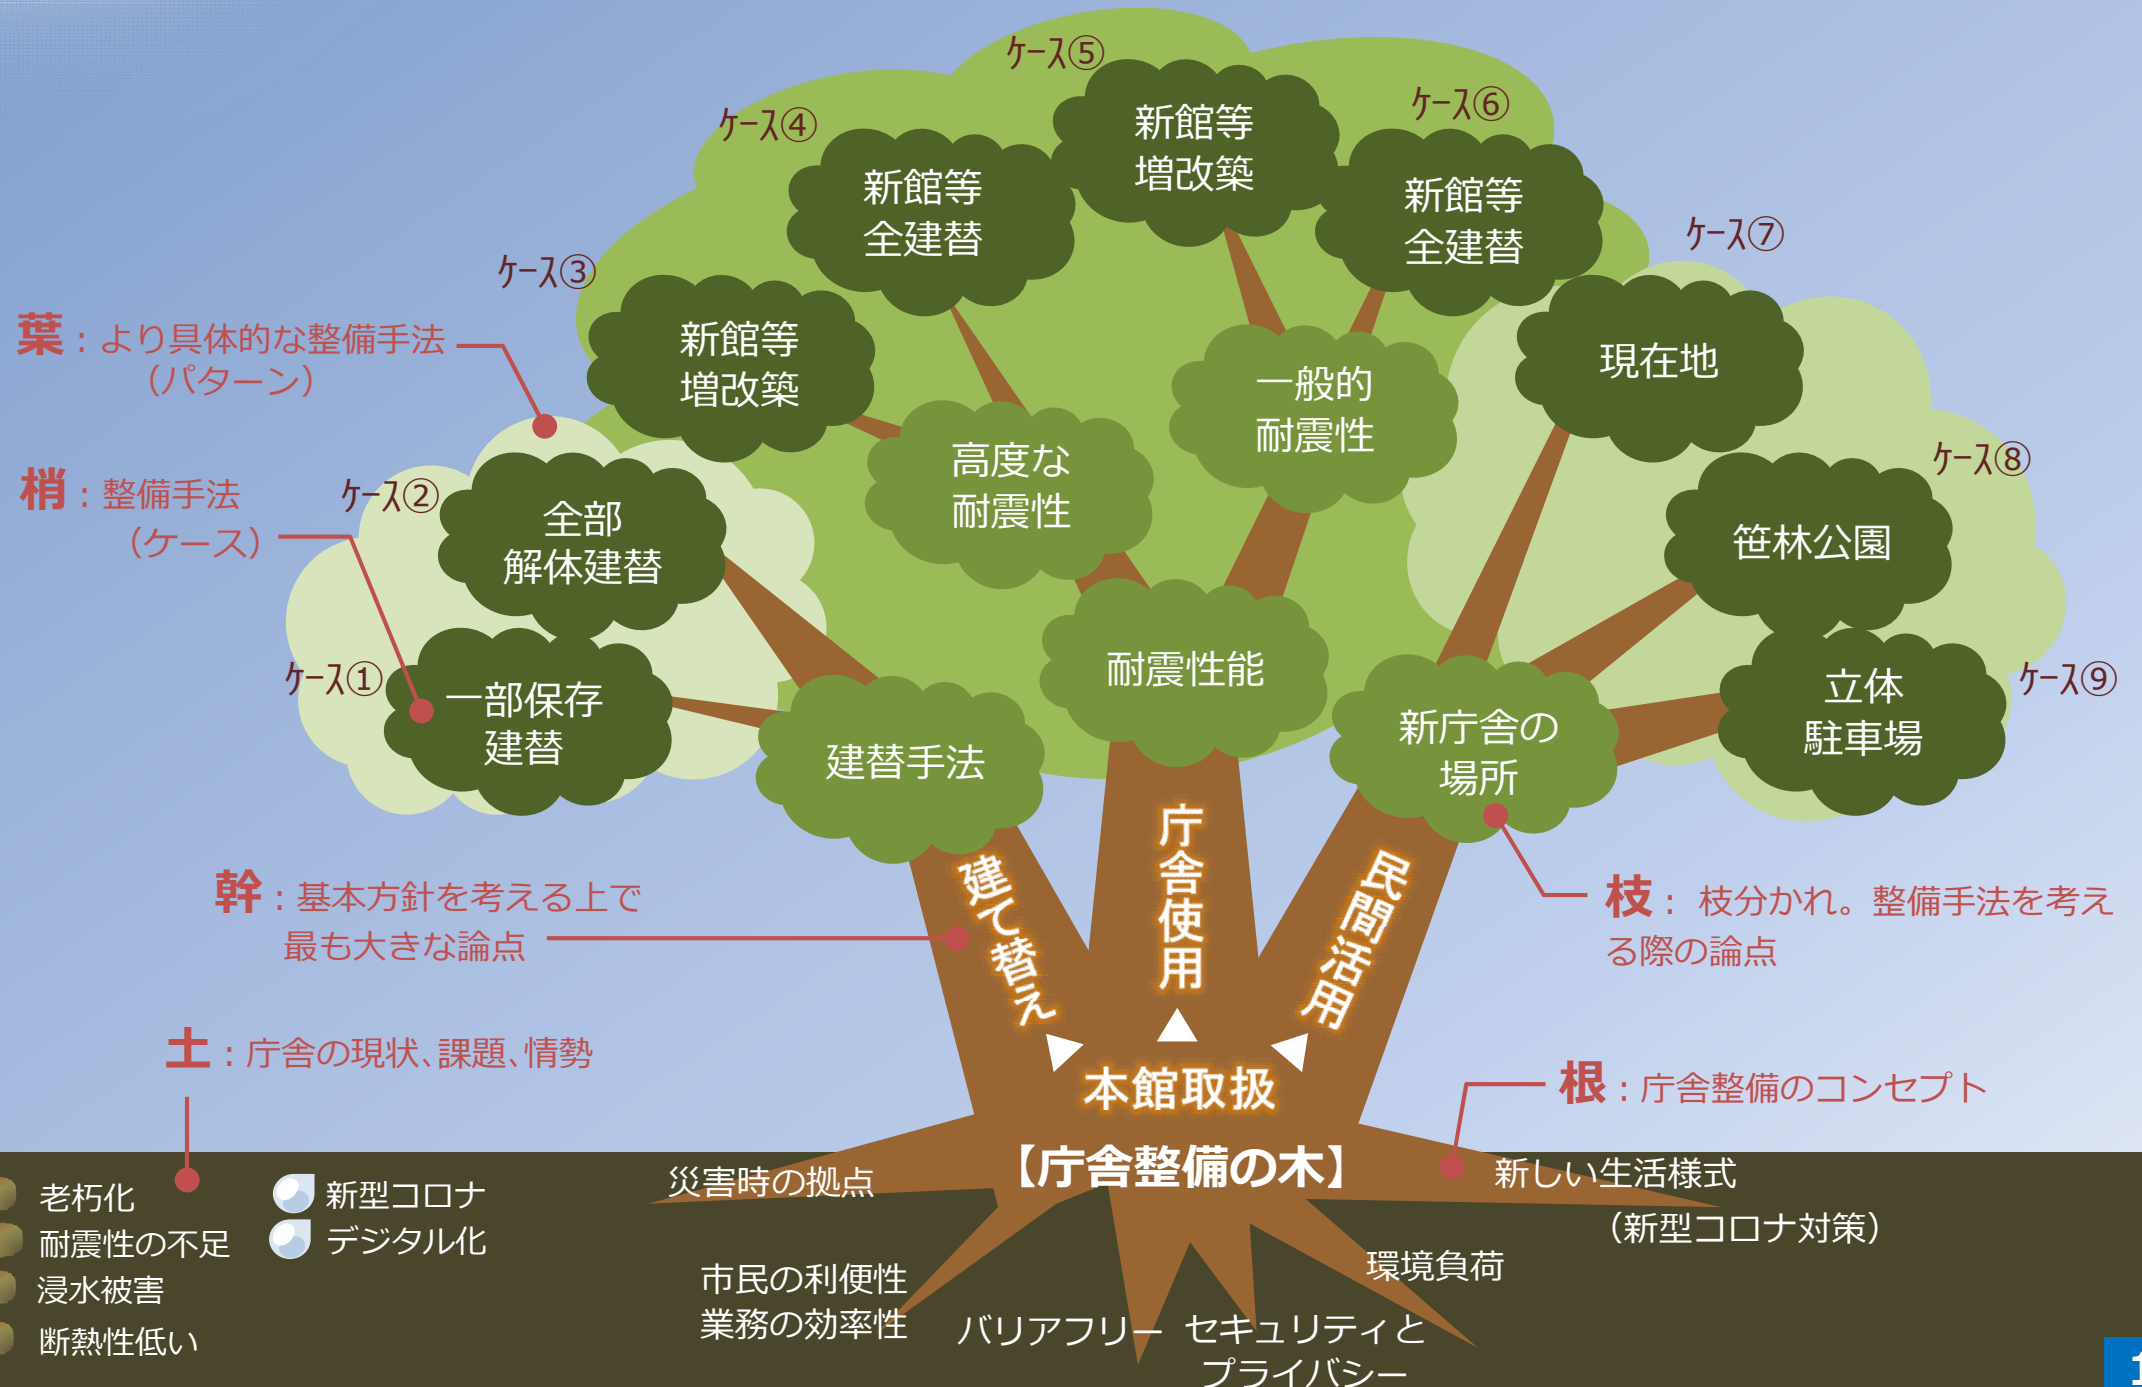 ｹｰｽ⑤
新館等
増改築
ｹｰｽ⑥
新館等
全建替
ｹｰｽ④
新館等
全建替
ｹｰｽ⑦
現在地
ｹｰｽ③
新館等
増改築
葉：より具体的な整備手法
（パターン）
一般的
耐震性
高度な
耐震性
ｹｰｽ⑧
笹林公園
梢：整備手法
（ケース）
ｹｰｽ②
全部
解体建替
ｹｰｽ①
一部保存
建替
耐震性能
建替手法
新庁舎の
場所
立体
駐車場
ｹｰｽ⑨
幹：基本方針を考える上で
最も大きな論点
建て替え
庁舎使用
民間活用
枝： 枝分かれ。整備手法を考え
る際の論点
土：庁舎の現状、課題、情勢
本館取扱
根：庁舎整備のコンセプト
【庁舎整備の木】
老朽化
耐震性の不足
浸水被害
断熱性低い
新型コロナ
デジタル化
災害時の拠点
市民の利便性
業務の効率性
バリアフリー
セキュリティと
プライバシー
環境負荷
新しい生活様式
（新型コロナ対策）